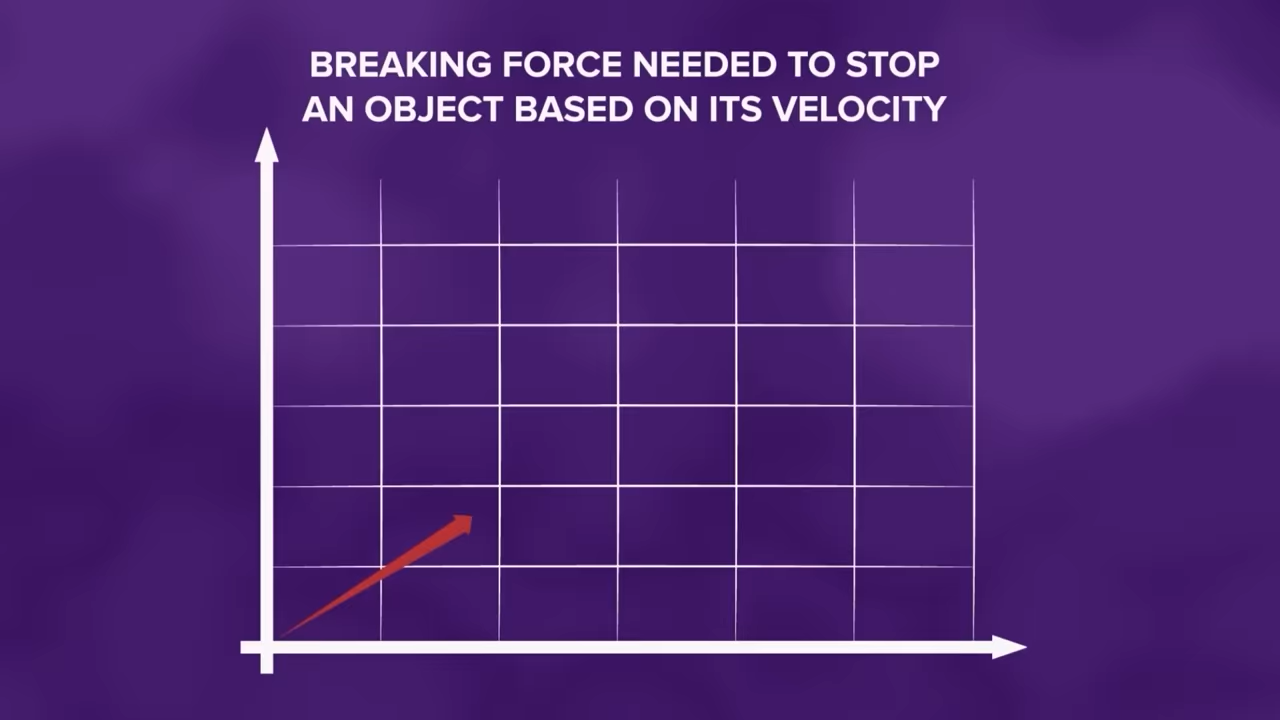 BREAKING FORCE NEEDED TO STOP
AN OBJECT BASED ON ITS VELOCITY